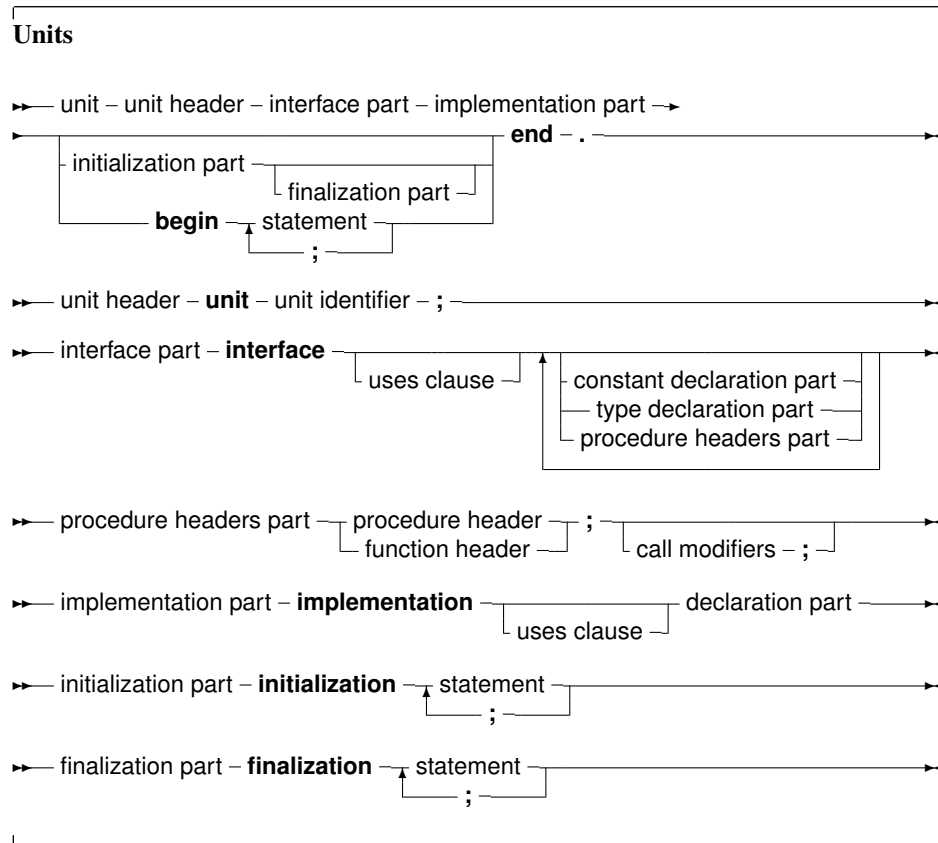 Units
unit – unit header – interface part – implementation part
end – .
initialization part
finalization part
begin statement
;
unit header – unit – unit identifier – ;
interface part – interface
uses clause constant declaration part
type declaration part
procedure headers part
procedure headers part procedure header ;
function header call modifiers – ;
implementation part – implementation declaration part
uses clause
initialization part – initialization statement
;
finalization part – finalization statement
;